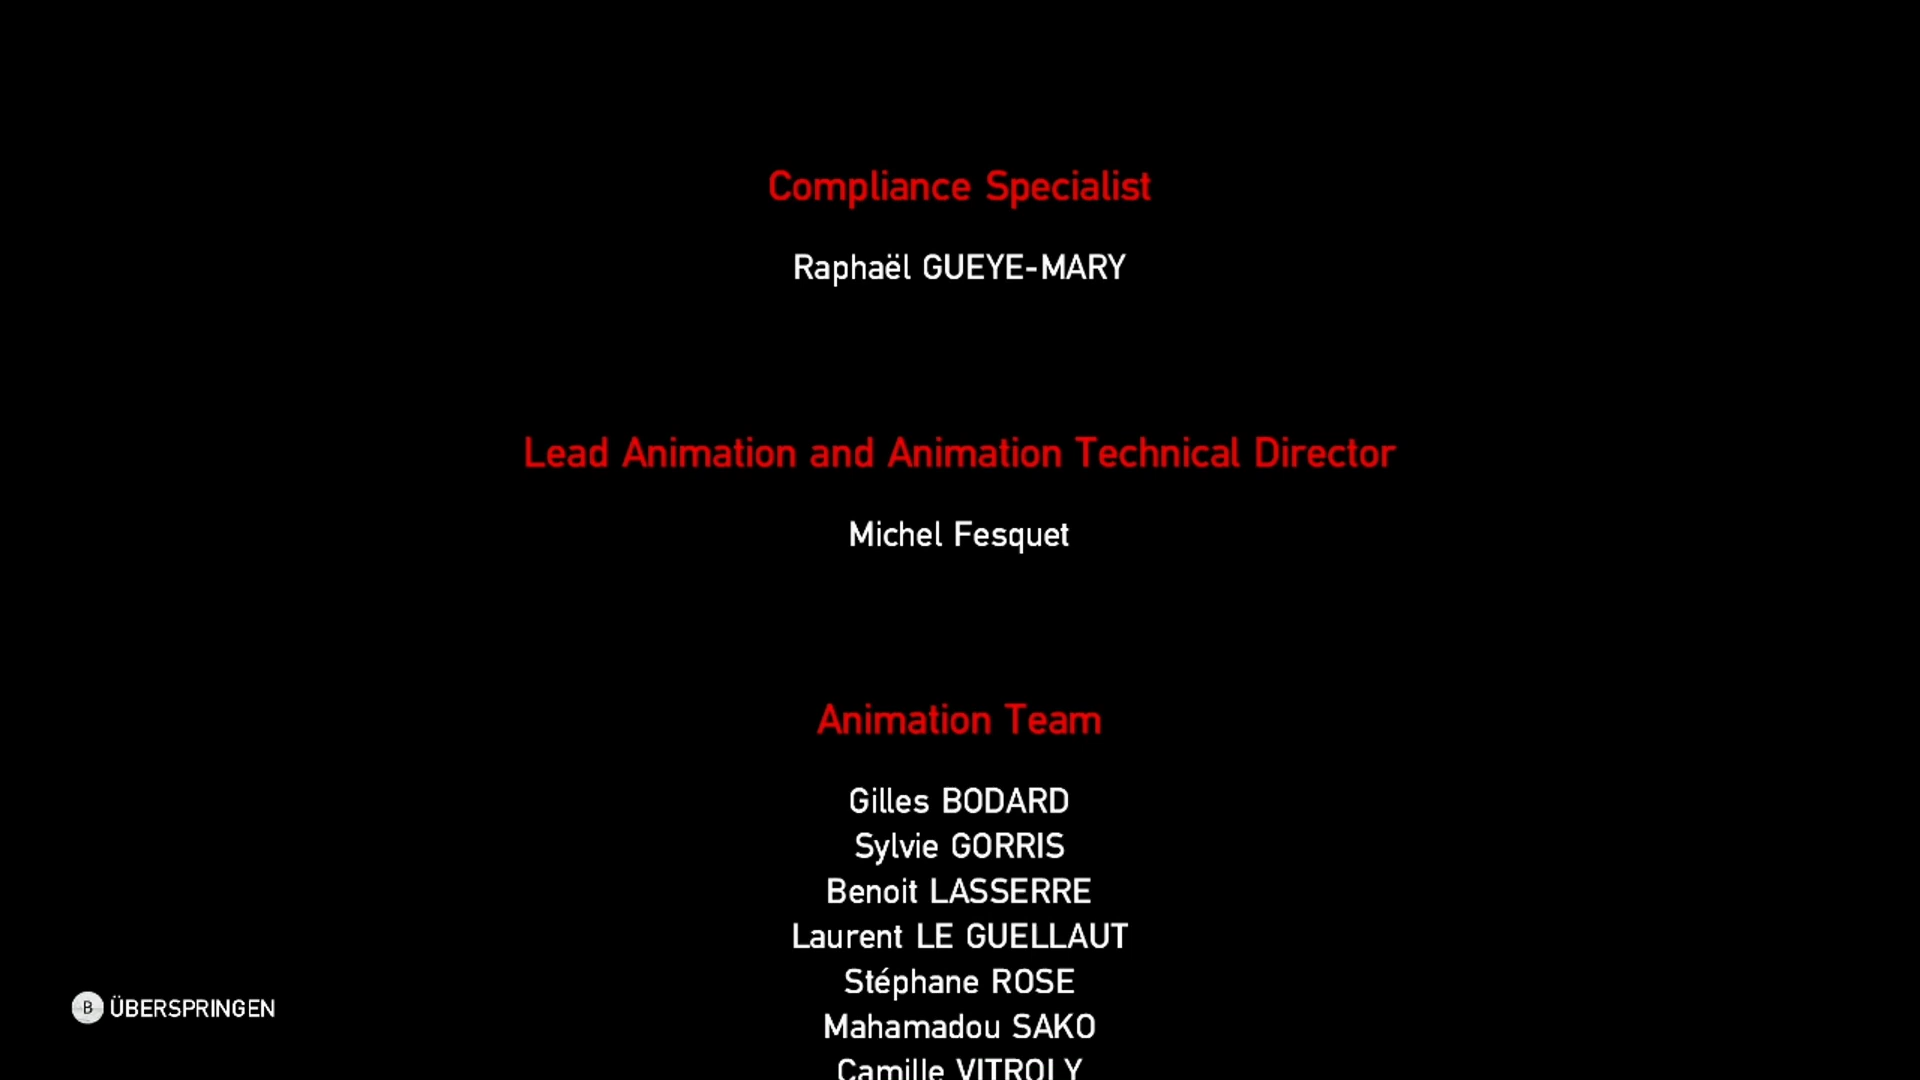 Compliance Specialist
Raphaël GUEYE-MARY
Lead Animation and Animation Technical Director
Michel Fesquet
Animation Team
Gilles BODARD
Sylvie GORRIS
Benoit LASSERRE
Laurent LE GUELLAUT
Stéphane ROSE
Mahamadou SAKO
Camille VITROLY
B ÜBERSPRINGEN